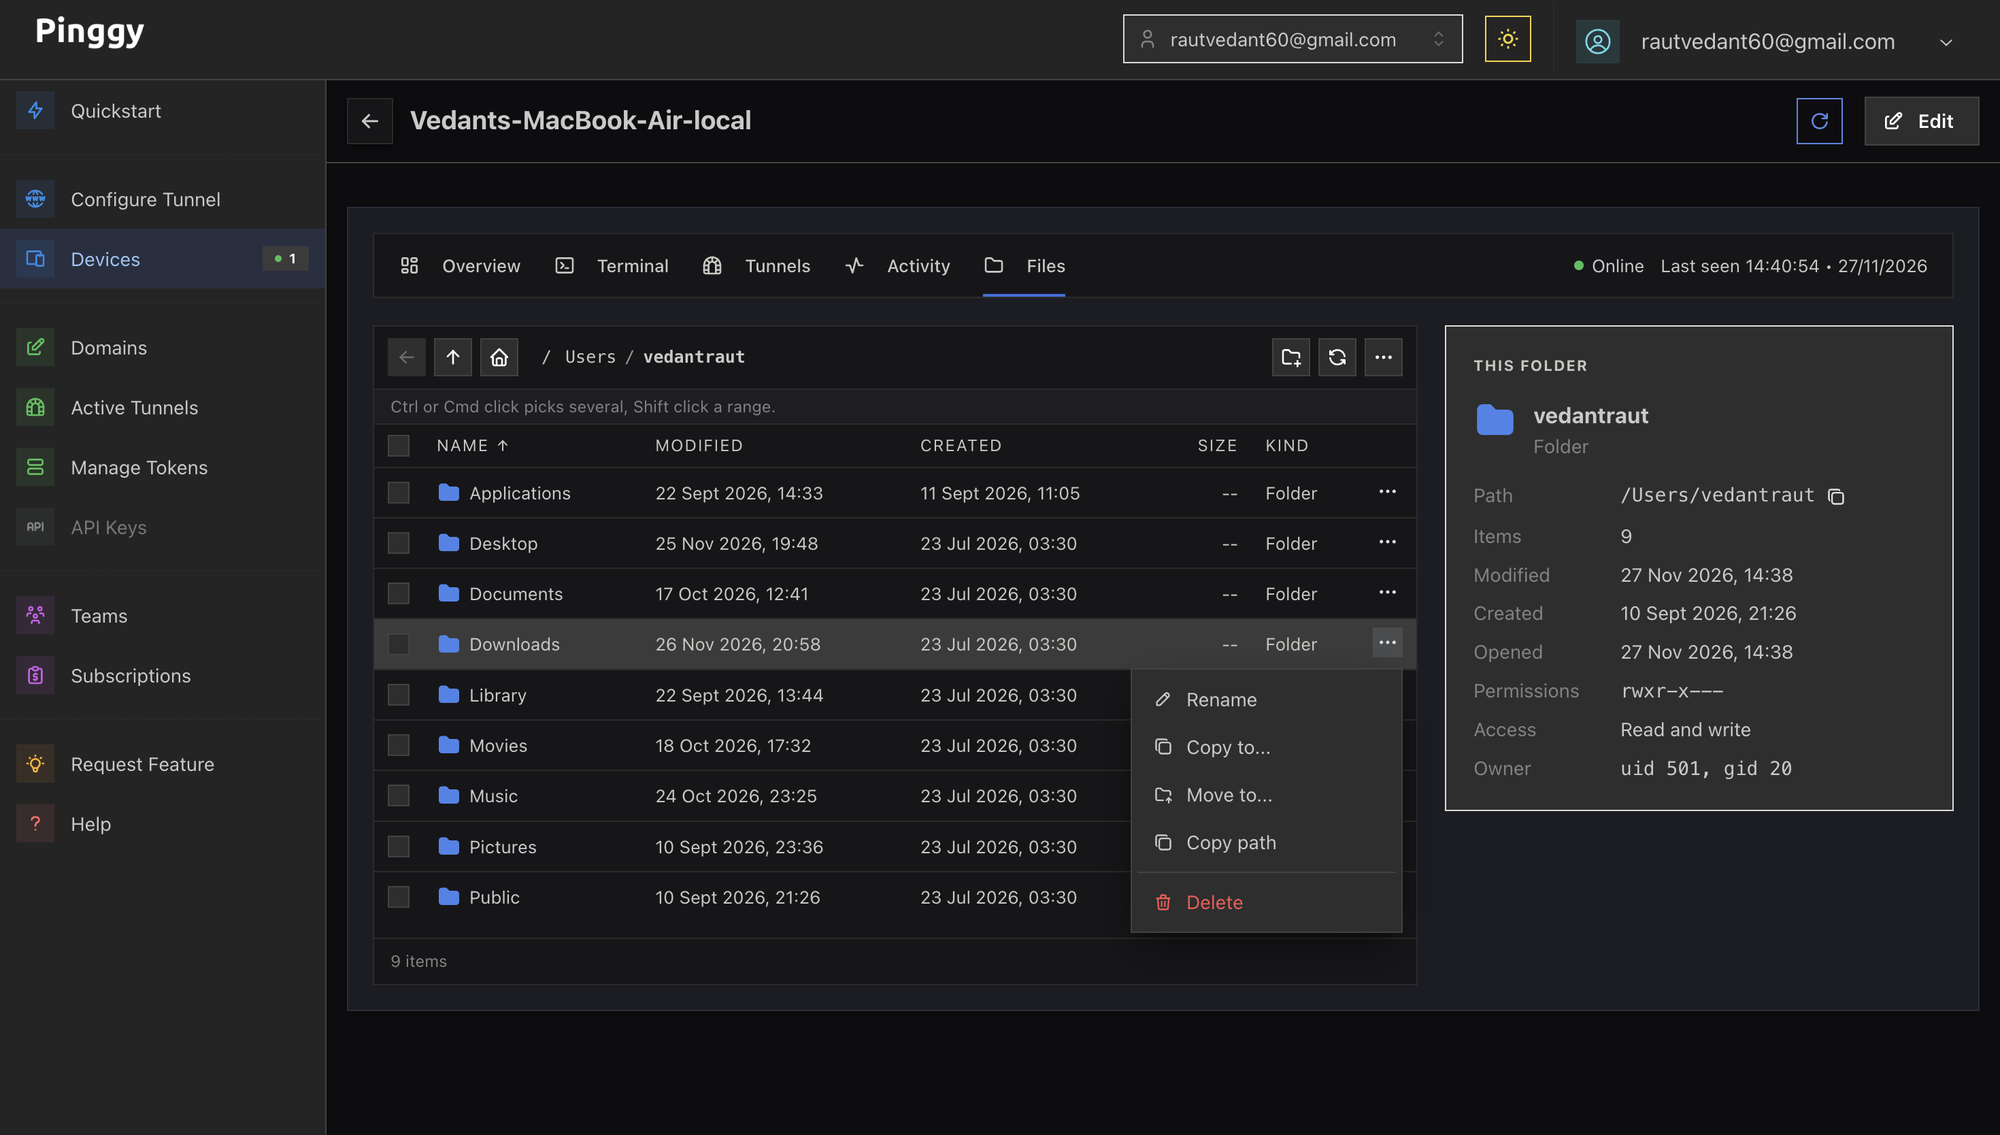 Pinggy
rautvedant60@gmail.com
rautvedant60@gmail.com
Quickstart
Configure Tunnel
Devices
1
Domains
Active Tunnels
Manage Tokens
API
API Keys
Teams
Subscriptions
Request Feature
? Help
Vedants-MacBook-Air-local
Edit
Overview Terminal Tunnels Activity Files
Online Last seen 14:40:54 • 27/11/2026
/ Users / vedantraut
Ctrl or Cmd click picks several, Shift click a range.
NAME ↑ MODIFIED CREATED SIZE KIND
Applications 22 Sept 2026, 14:33 11 Sept 2026, 11:05 -- Folder ...
Desktop 25 Nov 2026, 19:48 23 Jul 2026, 03:30 -- Folder ...
Documents 17 Oct 2026, 12:41 23 Jul 2026, 03:30 -- Folder ...
Downloads 26 Nov 2026, 20:58 23 Jul 2026, 03:30 -- Folder ...
Library 22 Sept 2026, 13:44 23 Jul 2026, 03:30
Movies 18 Oct 2026, 17:32 23 Jul 2026, 03:30
Music 24 Oct 2026, 23:25 23 Jul 2026, 03:30
Pictures 10 Sept 2026, 23:36 23 Jul 2026, 03:30
Public 10 Sept 2026, 21:26 23 Jul 2026, 03:30
9 items
Rename
Copy to...
Move to...
Copy path
Delete
THIS FOLDER
vedantraut
Folder
Path /Users/vedantraut
Items 9
Modified 27 Nov 2026, 14:38
Created 10 Sept 2026, 21:26
Opened 27 Nov 2026, 14:38
Permissions rwxr-x---
Access Read and write
Owner uid 501, gid 20